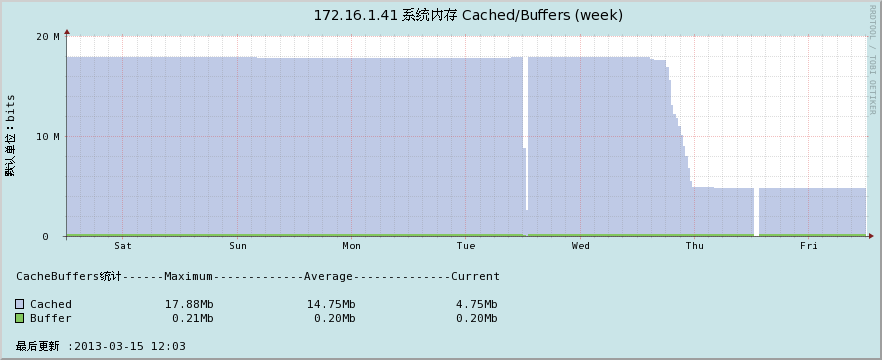 172.16.1.41 系统内存 Cached/Buffers (week)
RRDTOOL / TOBI OETIKER
默认单位：bits
20 M
10 M
0
Sat Sun Mon Tue Wed Thu Fri
CacheBuffers统计------Maximum-------------Average--------------Current
Cached 17.88Mb 14.75Mb 4.75Mb
Buffer 0.21Mb 0.20Mb 0.20Mb
最后更新 :2013-03-15 12:03